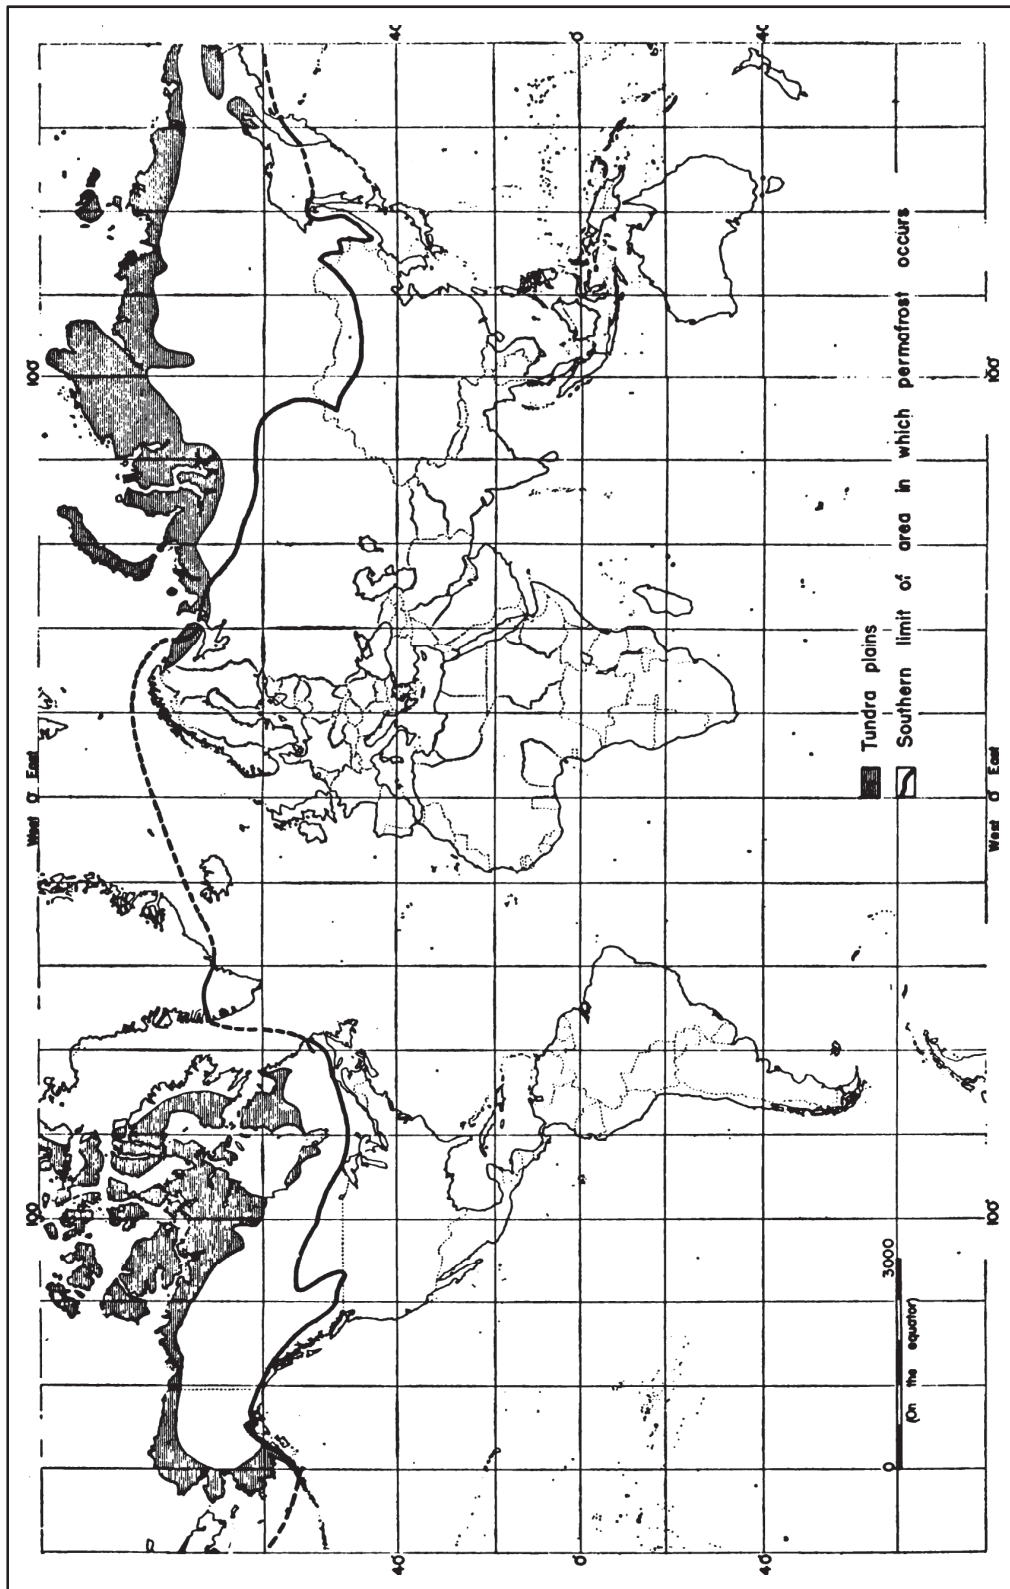 100°
West 0° East
100°
40°
40°
0°
0°
40°
40°
Tundra plains
Southern limit of area in which permafrost occurs
0 3000
(On the equator)
100°
West 0° East
100°